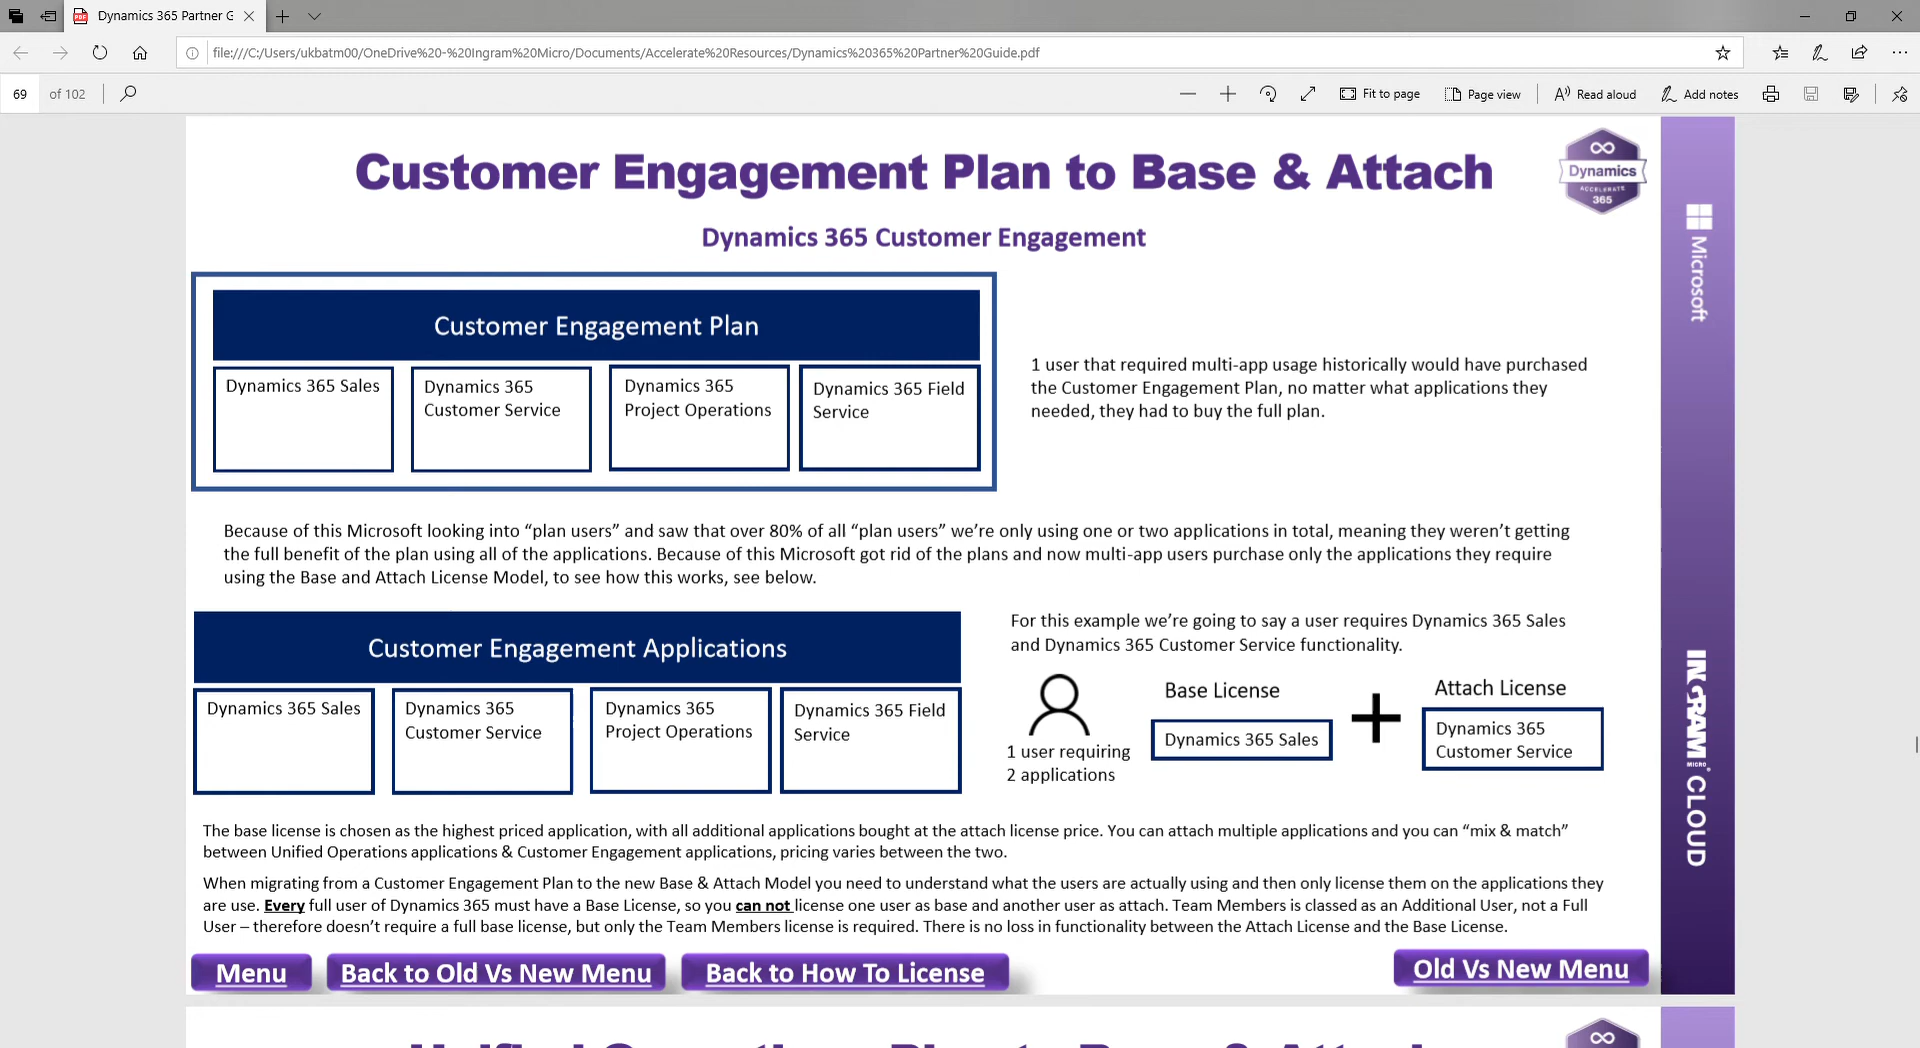 Dynamics 365 Partner G
file:///C:/Users/ukbatm00/OneDrive%20-%20Ingram%20Micro/Documents/Accelerate%20Resources/Dynamics%20365%20Partner%20Guide.pdf
69 of 102
Fit to page
Page view
Read aloud
Add notes
Customer Engagement Plan to Base & Attach
Dynamics
ACCELERATE
365
Dynamics 365 Customer Engagement
Microsoft
Customer Engagement Plan
Dynamics 365 Sales
Dynamics 365
Customer Service
Dynamics 365
Project Operations
Dynamics 365 Field
Service
1 user that required multi-app usage historically would have purchased
the Customer Engagement Plan, no matter what applications they
needed, they had to buy the full plan.
Because of this Microsoft looking into “plan users” and saw that over 80% of all “plan users” we’re only using one or two applications in total, meaning they weren’t getting
the full benefit of the plan using all of the applications. Because of this Microsoft got rid of the plans and now multi-app users purchase only the applications they require
using the Base and Attach License Model, to see how this works, see below.
Customer Engagement Applications
Dynamics 365 Sales
Dynamics 365
Customer Service
Dynamics 365
Project Operations
Dynamics 365 Field
Service
For this example we’re going to say a user requires Dynamics 365 Sales
and Dynamics 365 Customer Service functionality.
1 user requiring
2 applications
Base License
Dynamics 365 Sales
Attach License
Dynamics 365
Customer Service
INGRAM MICRO CLOUD
The base license is chosen as the highest priced application, with all additional applications bought at the attach license price. You can attach multiple applications and you can “mix & match”
between Unified Operations applications & Customer Engagement applications, pricing varies between the two.
When migrating from a Customer Engagement Plan to the new Base & Attach Model you need to understand what the users are actually using and then only license them on the applications they
are use. Every full user of Dynamics 365 must have a Base License, so you can not license one user as base and another user as attach. Team Members is classed as an Additional User, not a Full
User – therefore doesn’t require a full base license, but only the Team Members license is required. There is no loss in functionality between the Attach License and the Base License.
Menu
Back to Old Vs New Menu
Back to How To License
Old Vs New Menu
Unified Operations Plan to Base & Attach